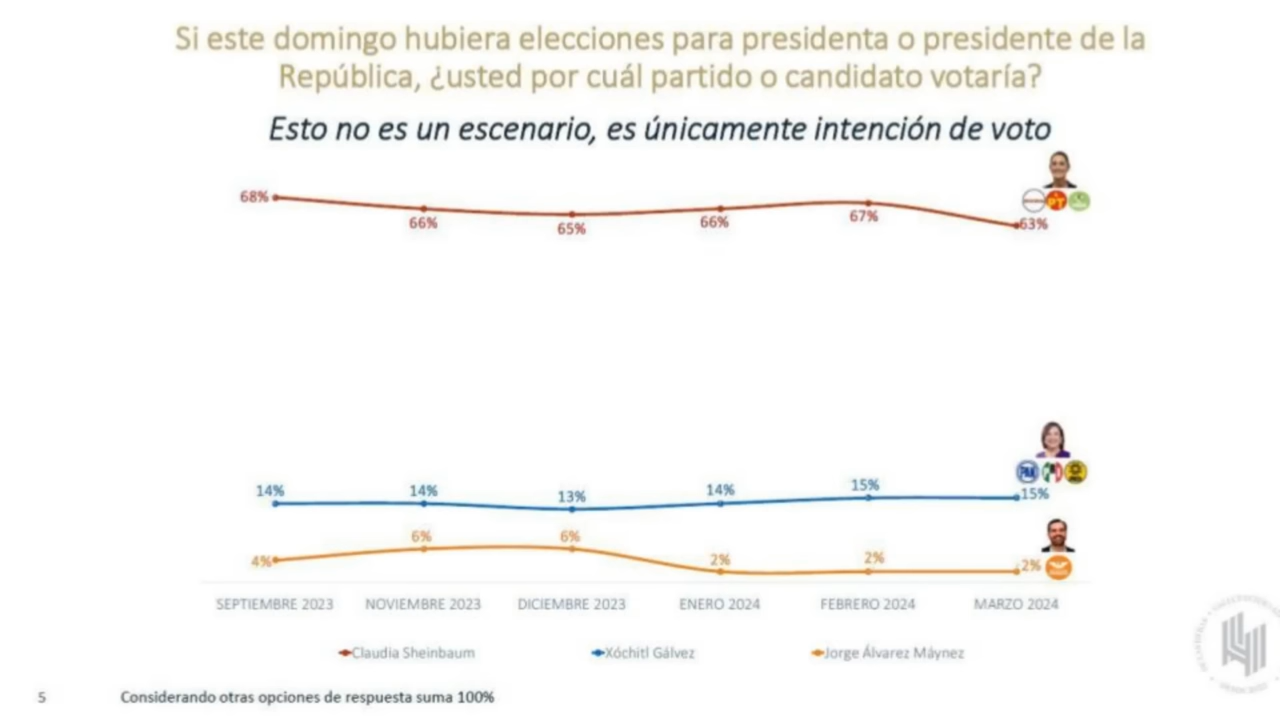 Si este domingo hubiera elecciones para presidenta o presidente de la
República, ¿usted por cuál partido o candidato votaría?
Esto no es un escenario, es únicamente intención de voto
68%
66%
65%
66%
67%
63%
PT
PAN
PRI
14%
14%
13%
14%
15%
15%
4%
6%
6%
2%
2%
2%
SEPTIEMBRE 2023 NOVIEMBRE 2023 DICIEMBRE 2023 ENERO 2024 FEBRERO 2024 MARZO 2024
Claudia Sheinbaum Xóchitl Gálvez Jorge Álvarez Máynez
5 Considerando otras opciones de respuesta suma 100%